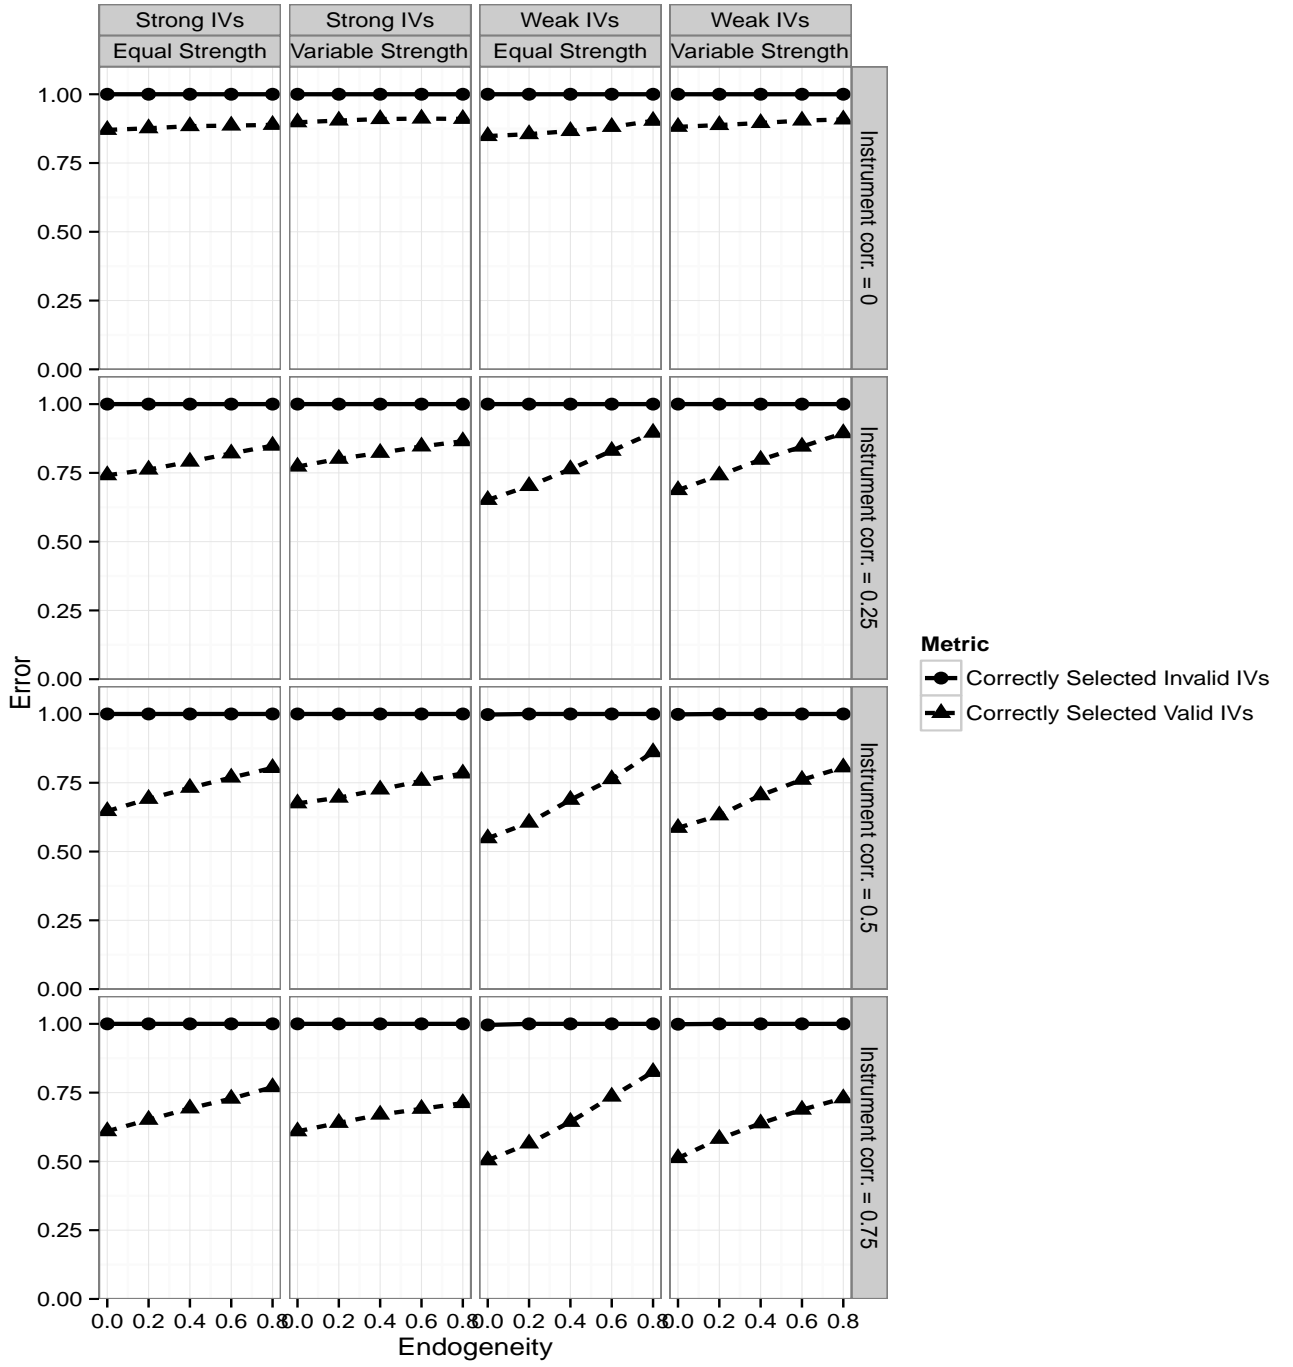 Strong IVs Strong IVs Weak IVs Weak IVs
Equal Strength Variable Strength Equal Strength Variable Strength
1.00
0.75
0.50
0.25
0.00
Instrument corr. = 0
1.00
0.75
0.50
0.25
0.00
Instrument corr. = 0.25
1.00
0.75
0.50
0.25
0.00
Instrument corr. = 0.5
1.00
0.75
0.50
0.25
0.00
Instrument corr. = 0.75
0.0 0.2 0.4 0.6 0.8 0.0 0.2 0.4 0.6 0.8 0.0 0.2 0.4 0.6 0.8 0.0 0.2 0.4 0.6 0.8
Endogeneity
Error
Metric
Correctly Selected Invalid IVs
Correctly Selected Valid IVs